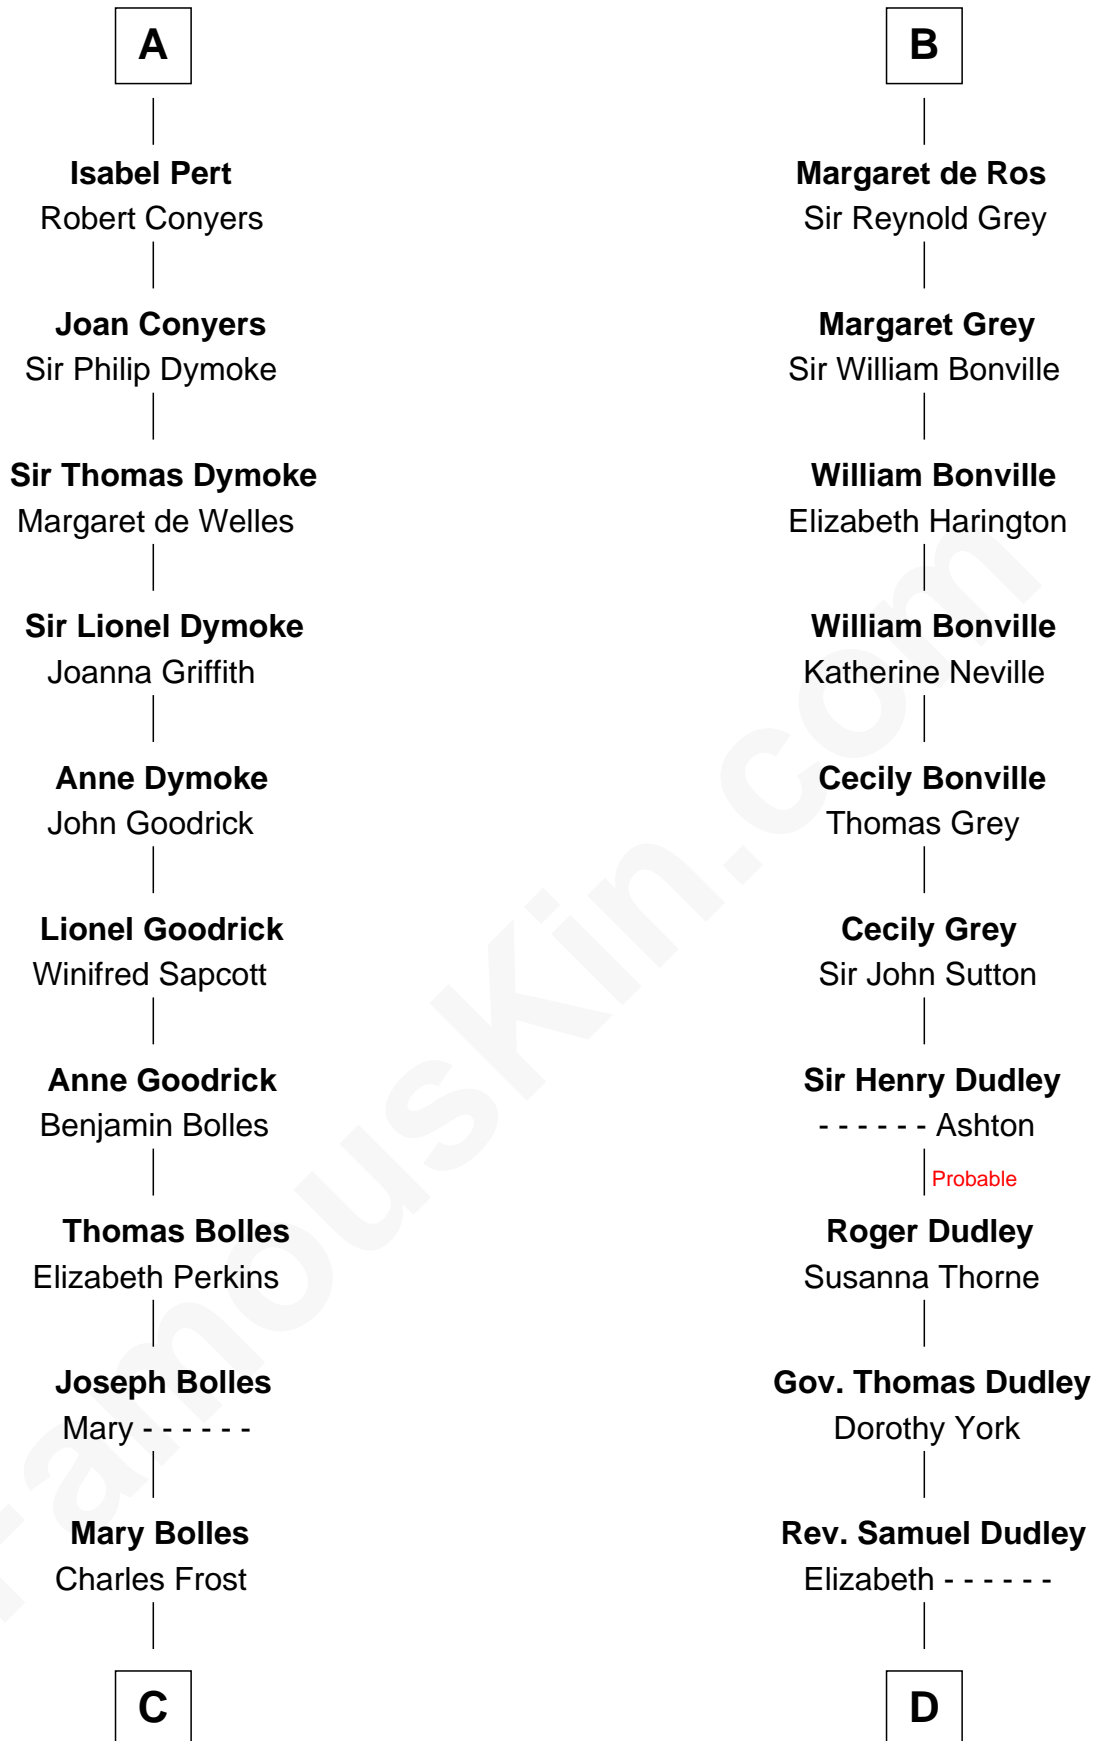 A
Isabel Pert
Robert Conyers
Joan Conyers
Sir Philip Dymoke
Sir Thomas Dymoke
Margaret de Welles
Sir Lionel Dymoke
Joanna Griffith
Anne Dymoke
John Goodrick
Lionel Goodrick
Winifred Sapcott
Anne Goodrick
Benjamin Bolles
Thomas Bolles
Elizabeth Perkins
Joseph Bolles
Mary - - - - - -
Mary Bolles
Charles Frost
C
B
Margaret de Ros
Sir Reynold Grey
Margaret Grey
Sir William Bonville
William Bonville
Elizabeth Harington
William Bonville
Katherine Neville
Cecily Bonville
Thomas Grey
Cecily Grey
Sir John Sutton
Sir Henry Dudley
- - - - - - Ashton
Probable
Roger Dudley
Susanna Thorne
Gov. Thomas Dudley
Dorothy York
Rev. Samuel Dudley
Elizabeth - - - - - -
D
FamousKin.com